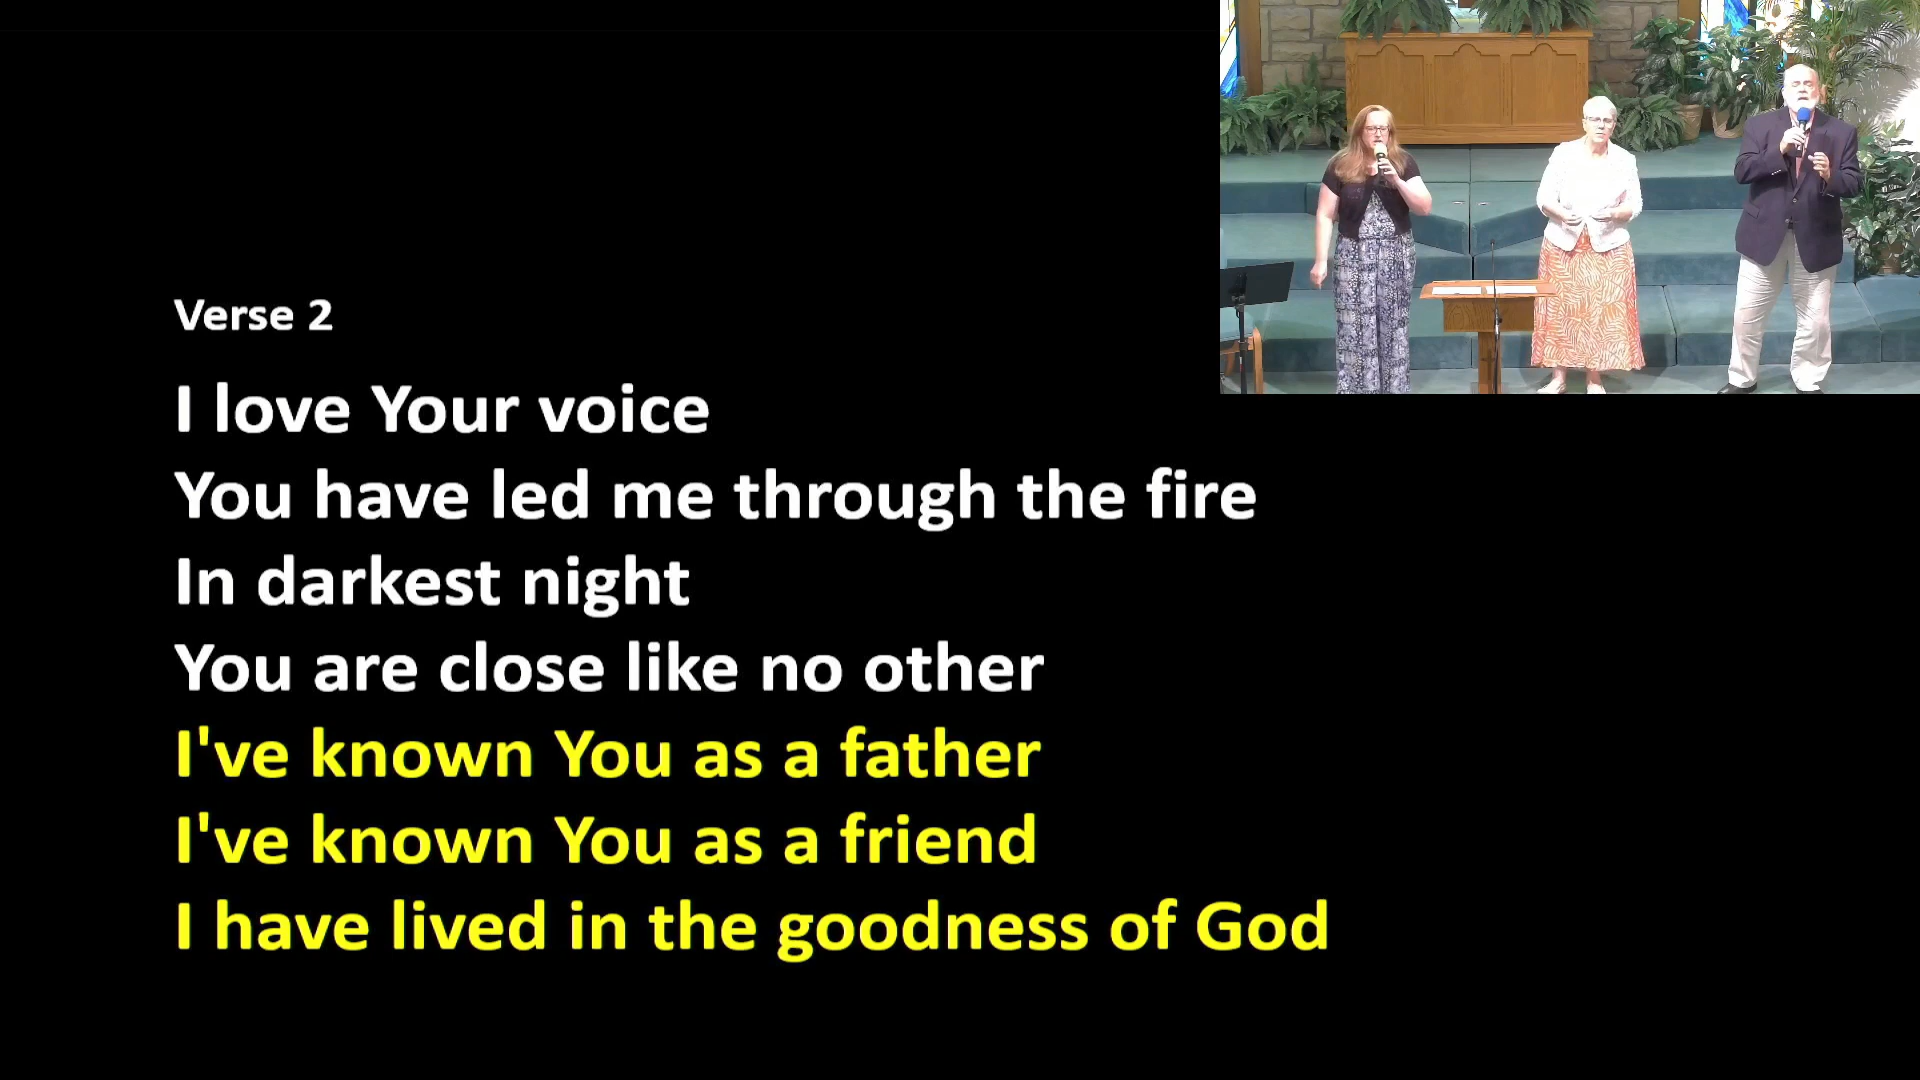 Verse 2
I love Your voice
You have led me through the fire
In darkest night
You are close like no other
I've known You as a father
I've known You as a friend
I have lived in the goodness of God